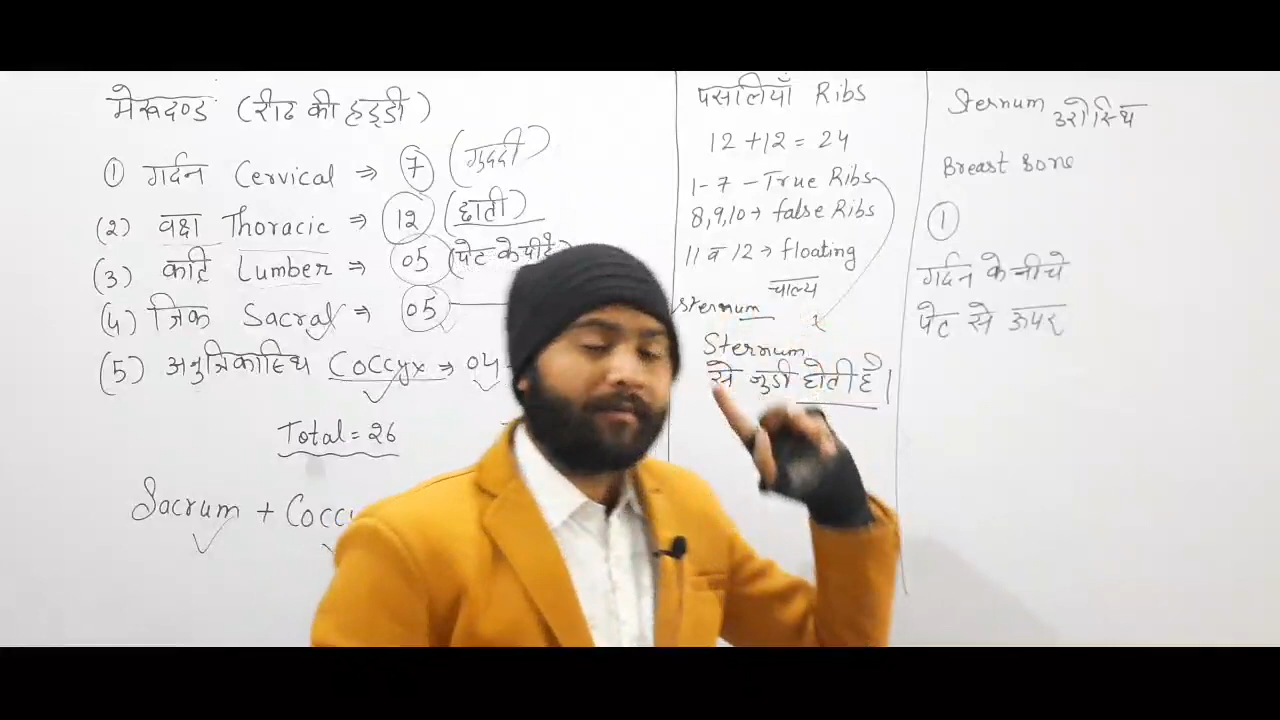 मेरूदण्ड (रीढ की हड्डी)
① गर्दन Cervical ⇒ 7 (गुददी)
(2) वक्षा Thoracic ⇒ 12 (छाती)
(3) कटि Lumber ⇒ 05 (पेट के पीछे
(4) त्रिक Sacral ⇒ 05
(5) अनुत्रिकास्थि Coccyx ⇒ 04
Total = 26
Sacrum + Coccy
पसलियाँ Ribs
12 + 12 = 24
1 - 7 - True Ribs
8, 9, 10 → false Ribs
11 व 12 → floating
चाल्य
Sternum
Sternum
से जुडी होती है।
Sternum उरोस्थि
Breast Bone
①
गर्दन के नीचे
पेट से ऊपर